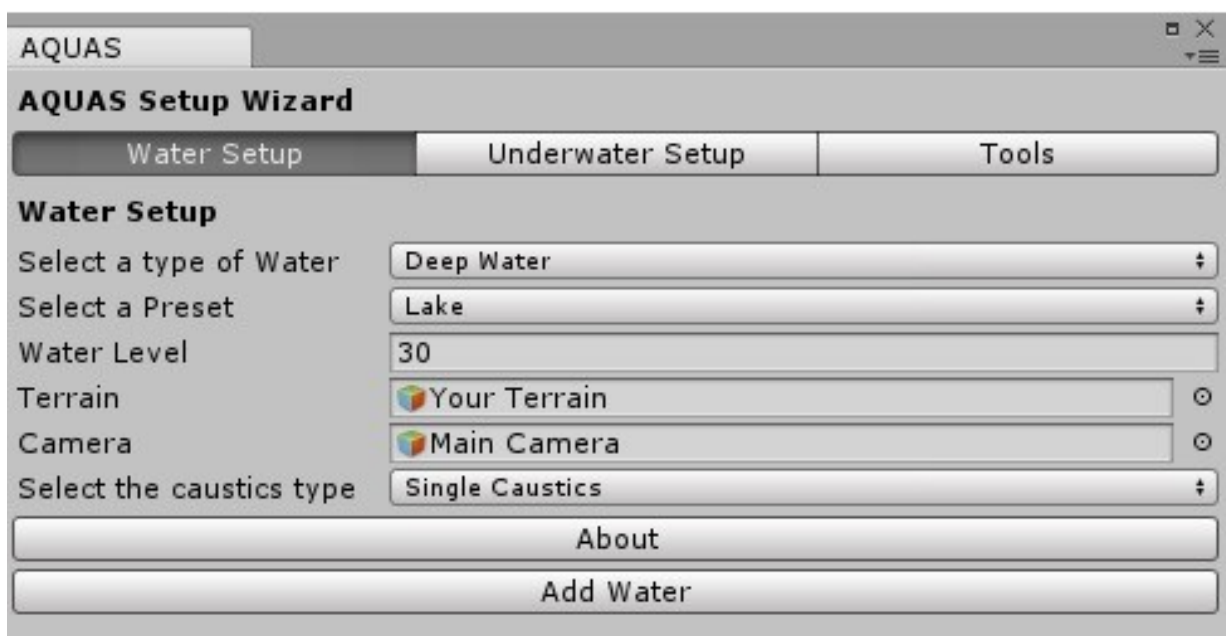 AQUAS
AQUAS Setup Wizard
Water Setup Underwater Setup Tools
Water Setup
Select a type of Water Deep Water
Select a Preset Lake
Water Level 30
Terrain Your Terrain
Camera Main Camera
Select the caustics type Single Caustics
About
Add Water